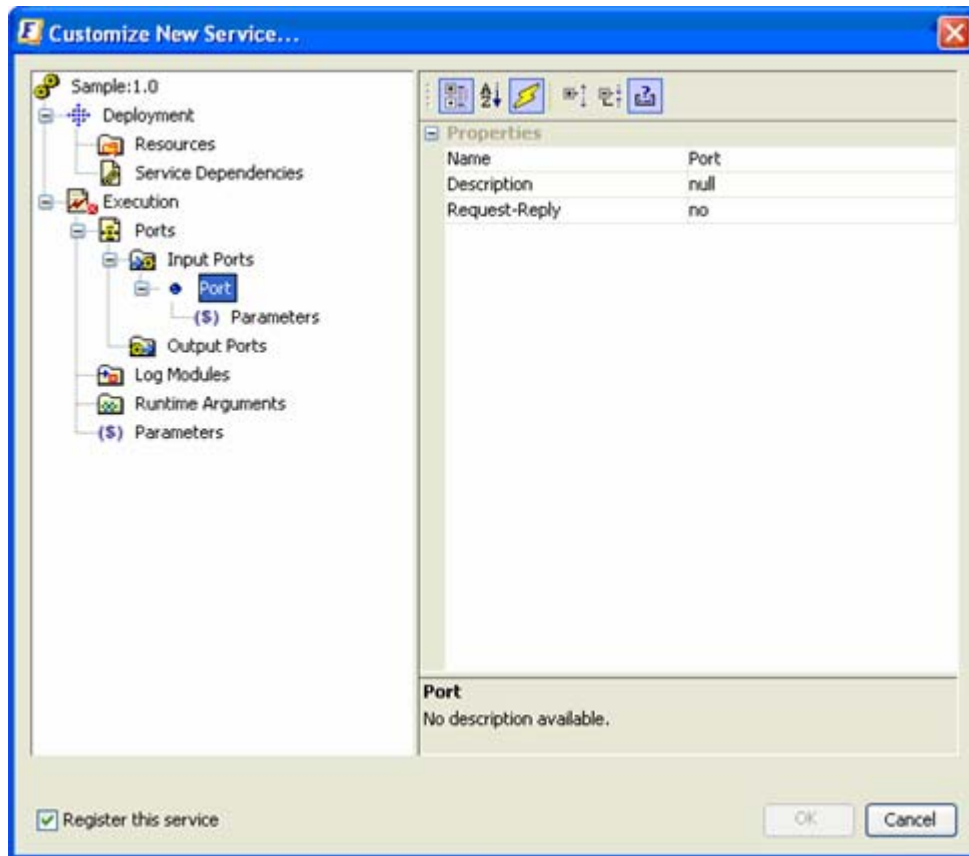 Customize New Service...
Sample:1.0
Deployment
Resources
Service Dependencies
Execution
Ports
Input Ports
Port
($) Parameters
Output Ports
Log Modules
Runtime Arguments
($) Parameters
Properties
Name Port
Description null
Request-Reply no
Port
No description available.
Register this service
OK
Cancel